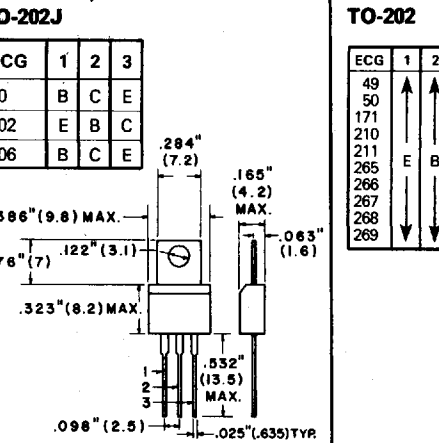 O-202J
CG 1 2 3
0 B C E
02 E B C
06 B C E
.284"
(7.2)
.165"
(4.2)
MAX.
386" (9.8) MAX.
.063"
(1.6)
.122" (3.1)
76" (7)
.323" (8.2) MAX.
1
2
3
.532"
(13.5)
MAX.
.098" (2.5)
.025" (.635) TYP.
TO-202
ECG 1 2
49
50
171
210
211
265
266
267
268
269
E B